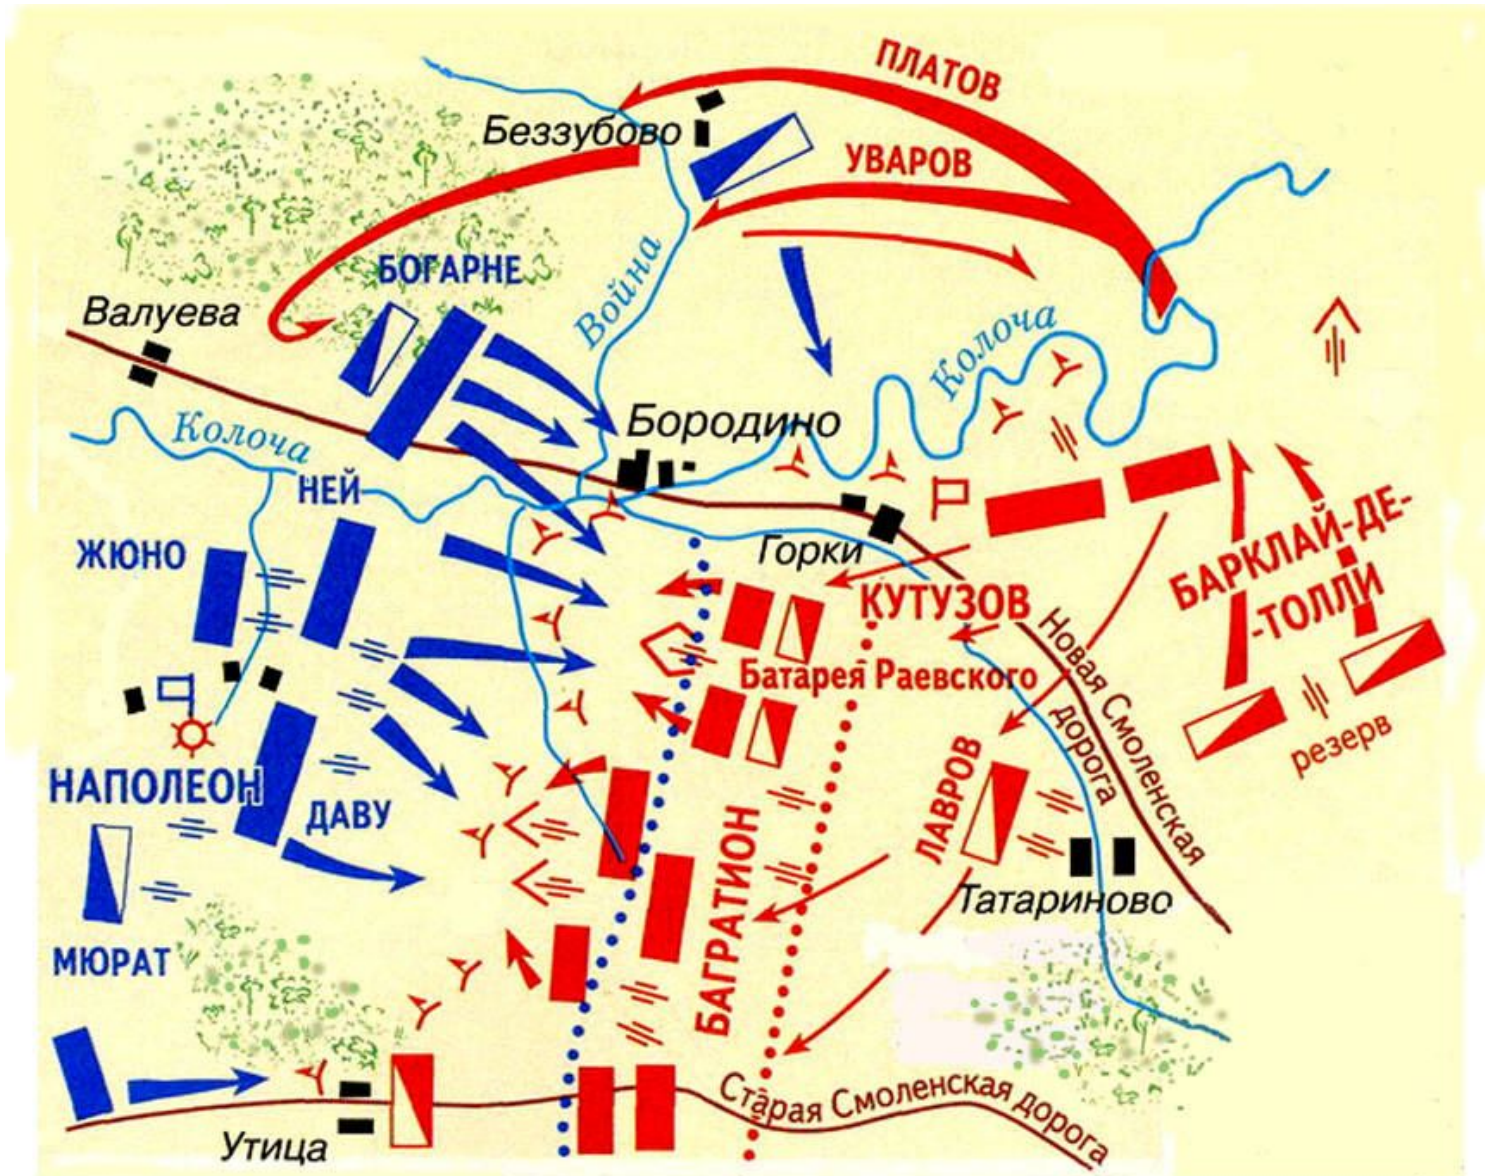 ПЛАТОВ
Беззубово
УВАРОВ
БОГАРНЕ
Война
Валуева
Колоча
Колоча
Бородино
НЕЙ
ЖЮНО
Горки
БАРКЛАЙ-ДЕ-
-ТОЛЛИ
КУТУЗОВ
Батарея Раевского
Новая Смоленская
дорога
резерв
НАПОЛЕОН
ДАВУ
ЛАВРОВ
БАГРАТИОН
Татариново
МЮРАТ
Старая Смоленская дорога
Утица